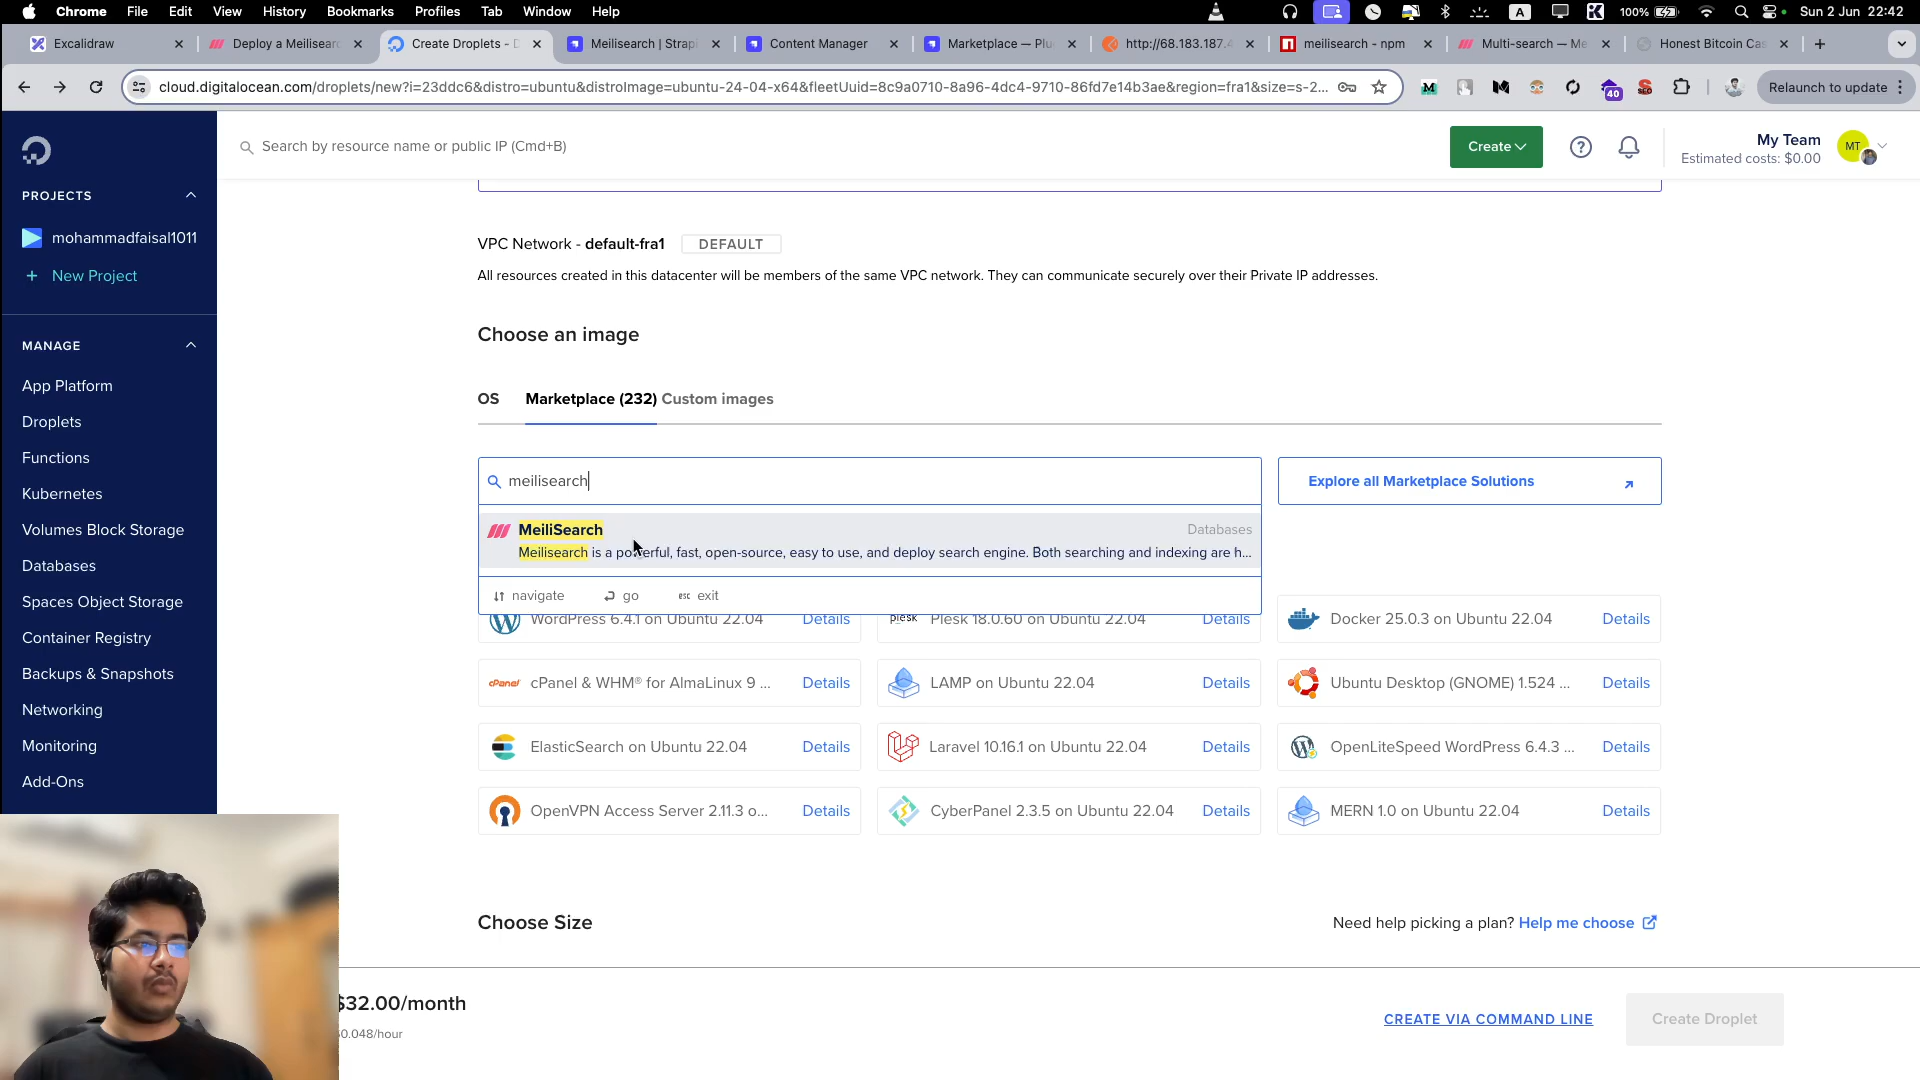 Chrome File Edit View History Bookmarks Profiles Tab Window Help
A 100% Sun 2 Jun 22:42
Excalidraw
Deploy a Meilisearc
Create Droplets - D
Meilisearch | Strapi
Content Manager
Marketplace — Plu
http://68.183.187.4
meilisearch - npm
Multi-search — Me
Honest Bitcoin Cas
cloud.digitalocean.com/droplets/new?i=23ddc6&distro=ubuntu&distroImage=ubuntu-24-04-x64&fleetUuid=8c9a0710-8a96-4dc4-9710-86fd7e14b3ae&region=fra1&size=s-2...
40
Relaunch to update
Search by resource name or public IP (Cmd+B)
Create
My Team
Estimated costs: $0.00
MT
PROJECTS
mohammadfaisal1011
+ New Project
MANAGE
App Platform
Droplets
Functions
Kubernetes
Volumes Block Storage
Databases
Spaces Object Storage
Container Registry
Backups & Snapshots
Networking
Monitoring
Add-Ons
VPC Network - default-fra1 DEFAULT
All resources created in this datacenter will be members of the same VPC network. They can communicate securely over their Private IP addresses.
Choose an image
OS Marketplace (232) Custom images
meilisearch
Explore all Marketplace Solutions
MeiliSearch Databases
Meilisearch is a powerful, fast, open-source, easy to use, and deploy search engine. Both searching and indexing are h...
navigate go esc exit
WordPress 6.4.1 on Ubuntu 22.04 Details
plesk Plesk 18.0.60 on Ubuntu 22.04 Details
Docker 25.0.3 on Ubuntu 22.04 Details
cPanel cPanel & WHM® for AlmaLinux 9 ... Details
LAMP on Ubuntu 22.04 Details
Ubuntu Desktop (GNOME) 1.524 ... Details
ElasticSearch on Ubuntu 22.04 Details
Laravel 10.16.1 on Ubuntu 22.04 Details
OpenLiteSpeed WordPress 6.4.3 ... Details
OpenVPN Access Server 2.11.3 o... Details
CyberPanel 2.3.5 on Ubuntu 22.04 Details
MERN 1.0 on Ubuntu 22.04 Details
Choose Size
Need help picking a plan? Help me choose
$32.00/month
$0.048/hour
CREATE VIA COMMAND LINE
Create Droplet